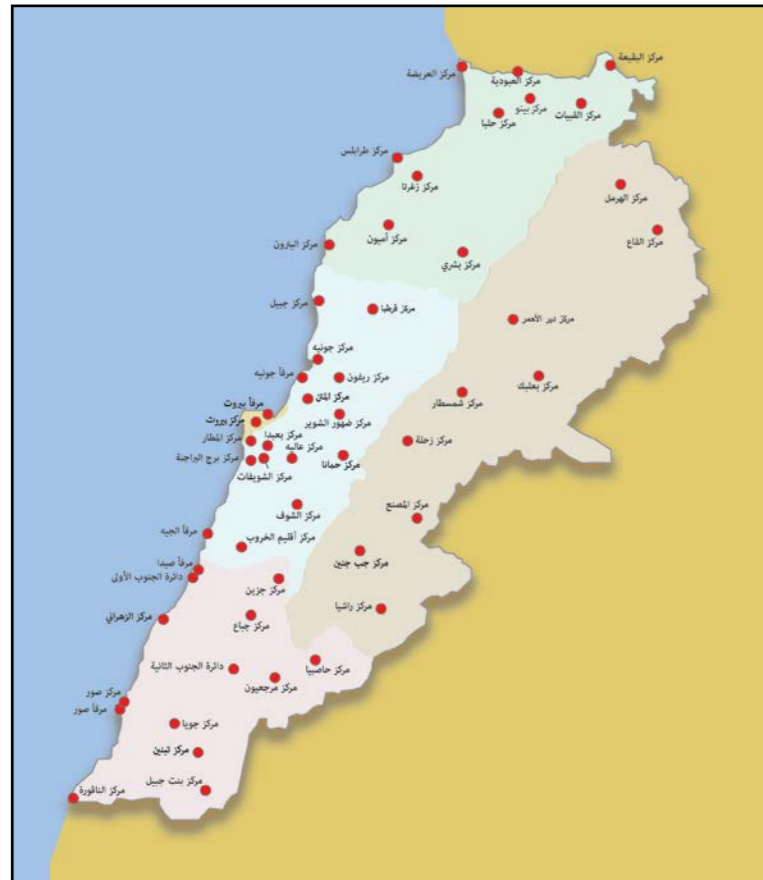 مركز البقيعة
مركز العريضة
مركز العبودية
مركز بينو
مركز القبيات
مركز حلبا
مركز طرابلس
مركز زغرتا
مركز الهرمل
مركز أميون
مركز القاع
مركز البارون
مركز بشري
مركز جبيل
مركز قرطبا
مركز دير الأحمر
مركز جونيه
مرفأ جونيه
مركز ريفون
مركز بعلبك
مركز المتن
مركز شمسطار
مرفأ بيروت
مركز بيروت
مركز ضهور الشوير
مركز المطار
مركز بعبدا
مركز عاليه
مركز زحلة
مركز برج البراجنة
مركز الشويفات
مركز حمانا
مركز الشوف
مركز المصنع
مرفأ الجيه
مركز أقليم الخروب
مركز جب جنين
مرفأ صيدا
دائرة الجنوب الأولى
مركز جزين
مركز راشيا
مركز الزهراني
مركز جباع
دائرة الجنوب الثانية
مركز حاصبيا
مركز مرجعيون
مركز صور
مرفأ صور
مركز جويا
مركز تبنين
مركز بنت جبيل
مركز الناقورة